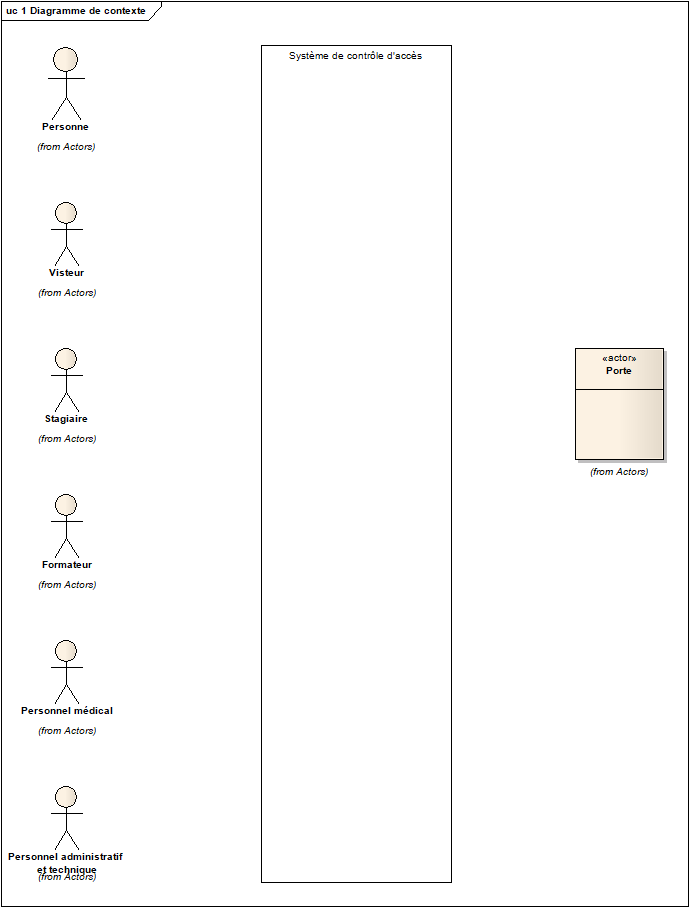 uc 1 Diagramme de contexte
Système de contrôle d'accès
Personne
(from Actors)
Visteur
(from Actors)
Stagiaire
(from Actors)
«actor»
Porte
(from Actors)
Formateur
(from Actors)
Personnel médical
(from Actors)
Personnel administratif
et technique
(from Actors)